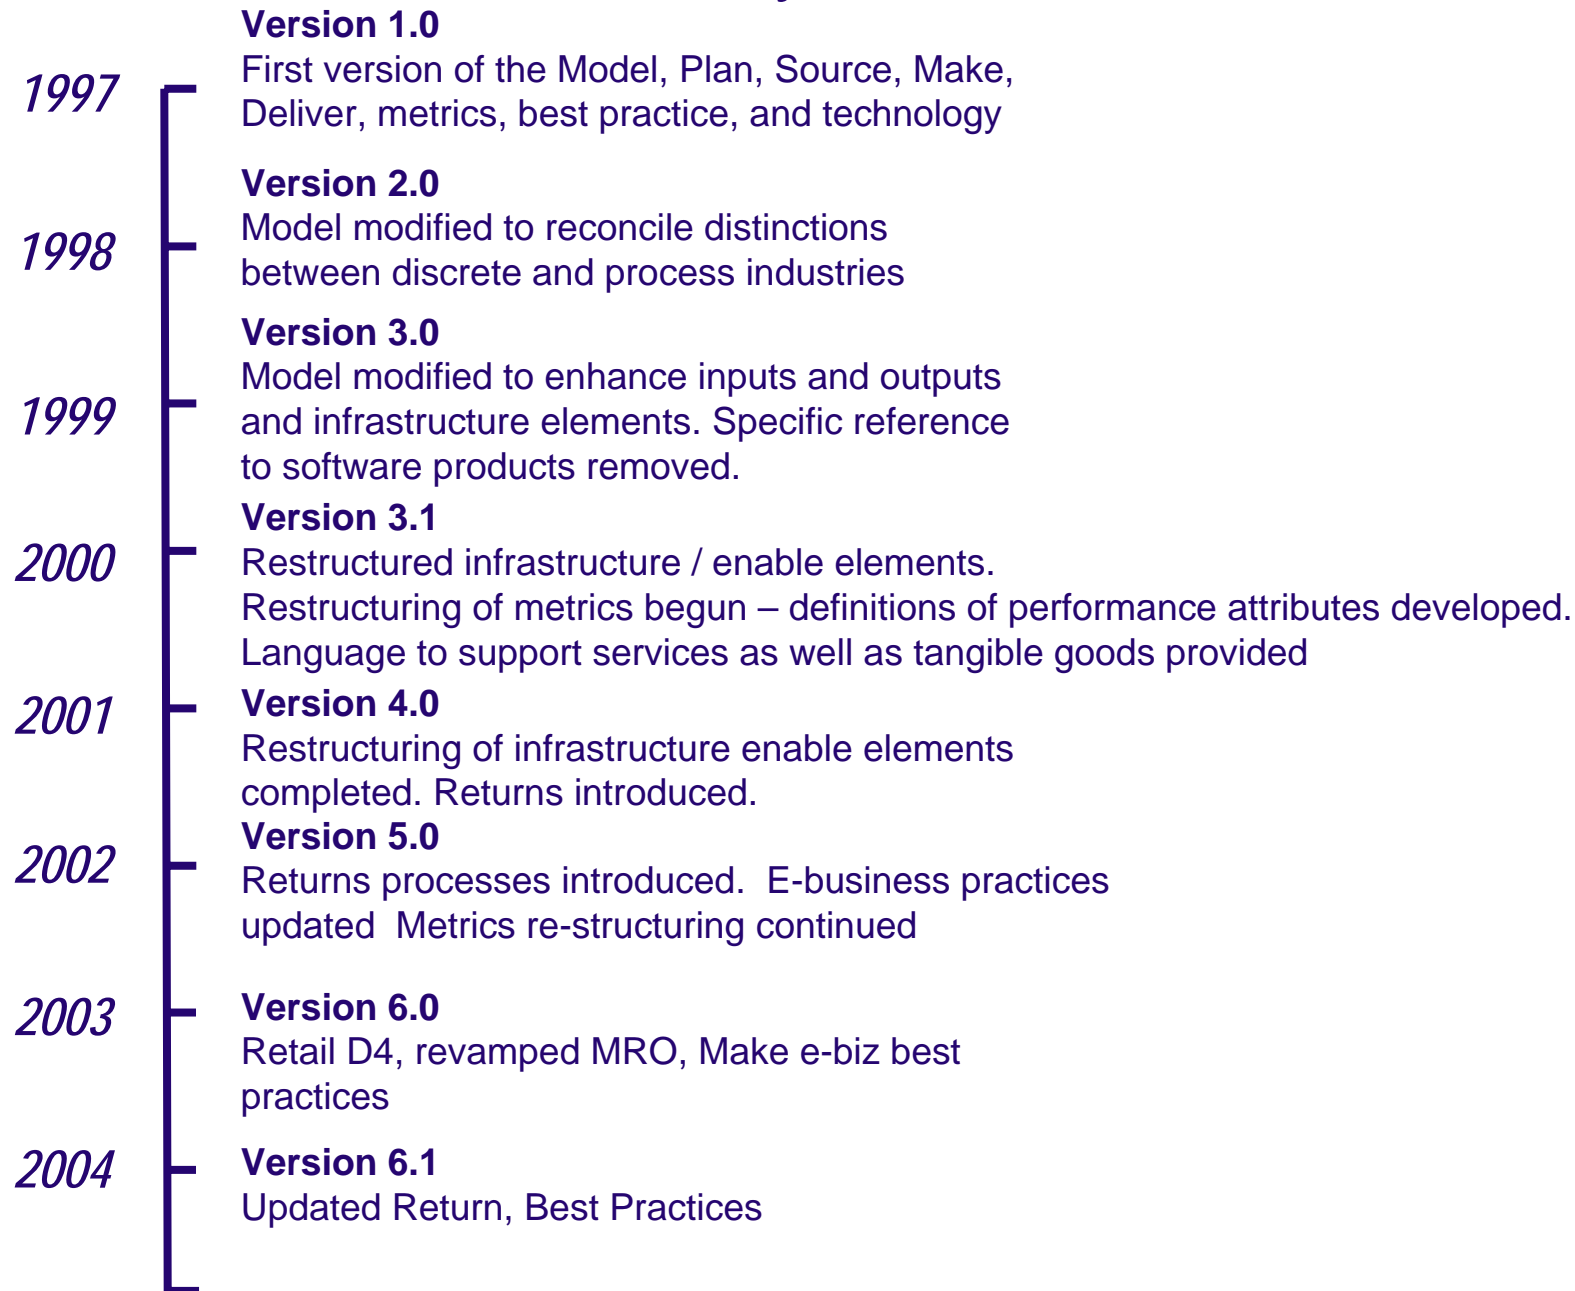 Version 1.0
1997
First version of the Model, Plan, Source, Make,
Deliver, metrics, best practice, and technology
Version 2.0
1998
Model modified to reconcile distinctions
between discrete and process industries
Version 3.0
1999
Model modified to enhance inputs and outputs
and infrastructure elements. Specific reference
to software products removed.
Version 3.1
2000
Restructured infrastructure / enable elements.
Restructuring of metrics begun – definitions of performance attributes developed.
Language to support services as well as tangible goods provided
2001
Version 4.0
Restructuring of infrastructure enable elements
completed. Returns introduced.
Version 5.0
2002
Returns processes introduced.  E-business practices
updated  Metrics re-structuring continued
2003
Version 6.0
Retail D4, revamped MRO, Make e-biz best
practices
2004
Version 6.1
Updated Return, Best Practices